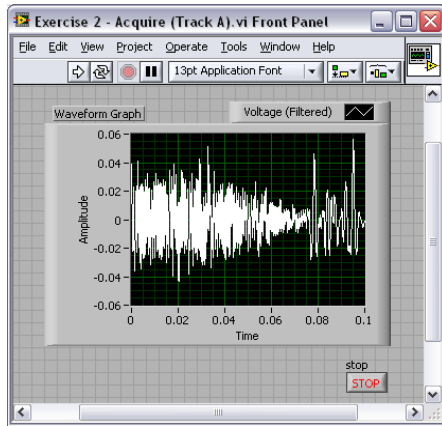 Exercise 2 - Acquire (Track A).vi Front Panel
File Edit View Project Operate Tools Window Help
13pt Application Font
Waveform Graph
Voltage (Filtered)
0.06
0.04
0.02
0
-0.02
-0.04
-0.06
Amplitude
0 0.02 0.04 0.06 0.08 0.1
Time
stop
STOP